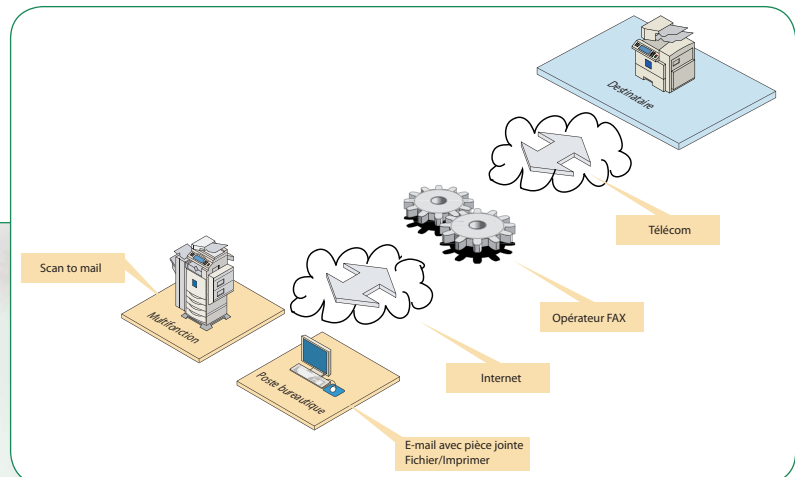 Destinataire
Télécom
Scan to mail
Opérateur FAX
Multifonction
Internet
Poste bureautique
E-mail avec pièce jointe
Fichier/Imprimer